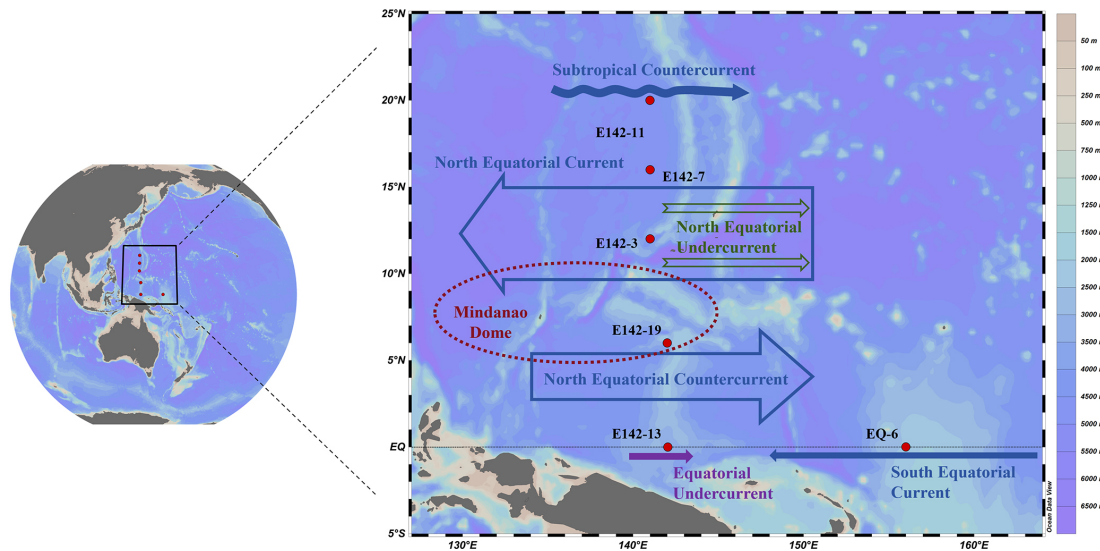 25°N
20°N
15°N
10°N
5°N
EQ
5°S
130°E
140°E
150°E
160°E
Subtropical Countercurrent
E142-11
North Equatorial Current
E142-7
E142-3
North Equatorial
Undercurrent
Mindanao
Dome
E142-19
North Equatorial Countercurrent
E142-13
EQ-6
Equatorial
Undercurrent
South Equatorial
Current
Ocean Data View
50 m
100 m
250 m
500 m
750 m
1000 m
1500 m
2000 m
2500 m
3000 m
3500 m
4000 m
4500 m
5000 m
5500 m
6000 m
6500 m